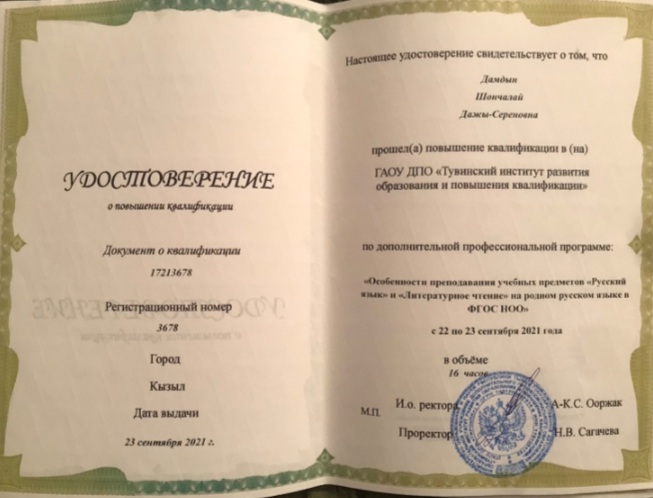 УДОСТОВЕРЕНИЕ
о повышении квалификации
Документ о квалификации
17213678
Регистрационный номер
3678
Город
Кызыл
Дата выдачи
23 сентября 2021 г.
Настоящее удостоверение свидетельствует о том, что
Дамдын
Шончалай
Дажы-Сереновна
прошел(а) повышение квалификации в (на)
ГАОУ ДПО «Тувинский институт развития
образования и повышения квалификации»
по дополнительной профессиональной программе:
«Особенности преподавания учебных предметов «Русский
язык» и «Литературное чтение» на родном русском языке в
ФГОС НОО»
с 22 по 23 сентября 2021 года
в объёме
16 часов
М.П.
И.о. ректора А-К.С. Ооржак
Проректор Н.В. Сагачева